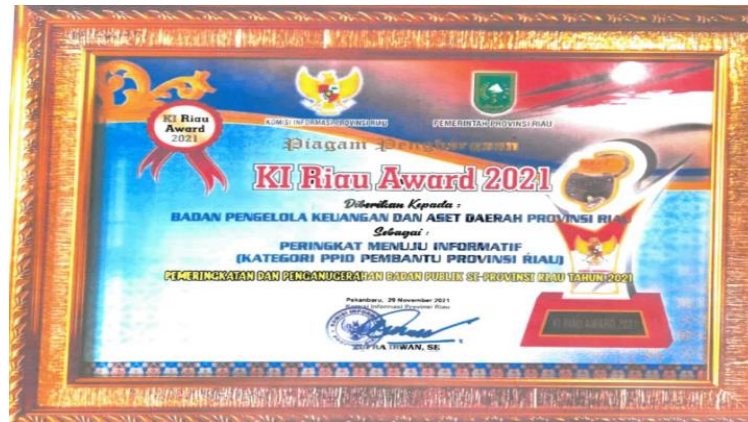 KI Riau
Award
2021
KOMISI INFORMASI PROVINSI RIAU
PEMERINTAH PROVINSI RIAU
Piagam Penghargaan
KI Riau Award 2021
Diberikan Kepada :
BADAN PENGELOLA KEUANGAN DAN ASET DAERAH PROVINSI RIAU
Sebagai :
PERINGKAT MENUJU INFORMATIF
(KATEGORI PPID PEMBANTU PROVINSI RIAU)
PEMERINGKATAN DAN PENGANUGERAHAN BADAN PUBLIK SE-PROVINSI RIAU TAHUN 2021
KI RIAU AWARD 2021
Pekanbaru, 29 November 2021
Komisi Informasi Provinsi Riau
ZUFRA IRWAN, SE